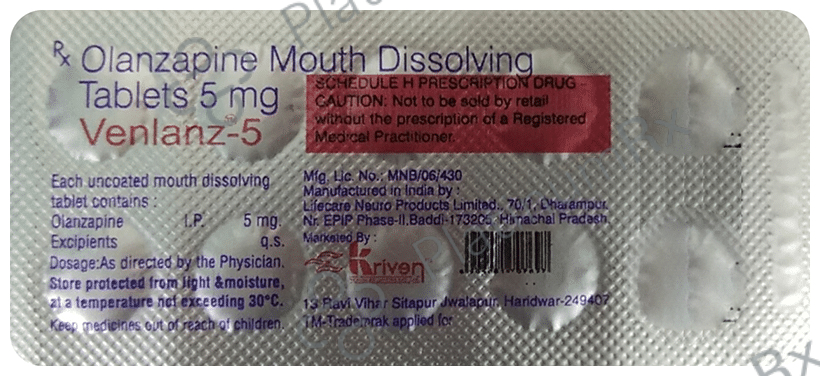 Rx Olanzapine Mouth Dissolving
Tablets 5 mg
Venlanz-5
SCHEDULE H PRESCRIPTION DRUG -
CAUTION: Not to be sold by retail
without the prescription of a Registered
Medical Practitioner.
Each uncoated mouth dissolving
tablet contains :
Olanzapine I.P. 5 mg.
Excipients q.s.
Dosage:As directed by the Physician.
Store protected from light &moisture,
at a temperature not exceeding 30°C.
Keep medicines out of reach of children.
Mfg. Lic. No.: MNB/06/430
Manufactured in India by :
Lifecare Neuro Products Limited., 70/1, Dharampur,
Nr. EPIP Phase-II,Baddi-173205, Himachal Pradesh.
Marketed By :
Kriven
13 Ravi Vihar Sitapur Jwalapur, Haridwar-249407
TM-Trademrak applied for